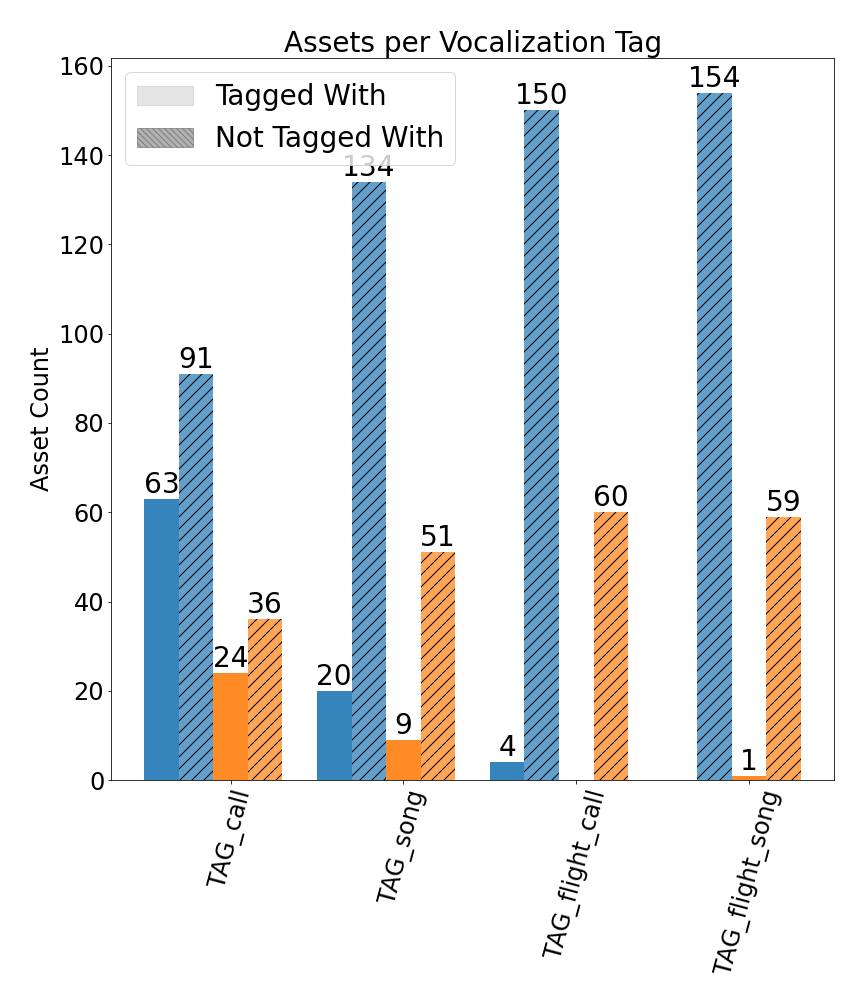 Assets per Vocalization Tag
Tagged With
Not Tagged With
Asset Count
160
140
120
100
80
60
40
20
0
63
91
24
36
20
134
9
51
4
150
60
154
1
59
TAG_call
TAG_song
TAG_flight_call
TAG_flight_song